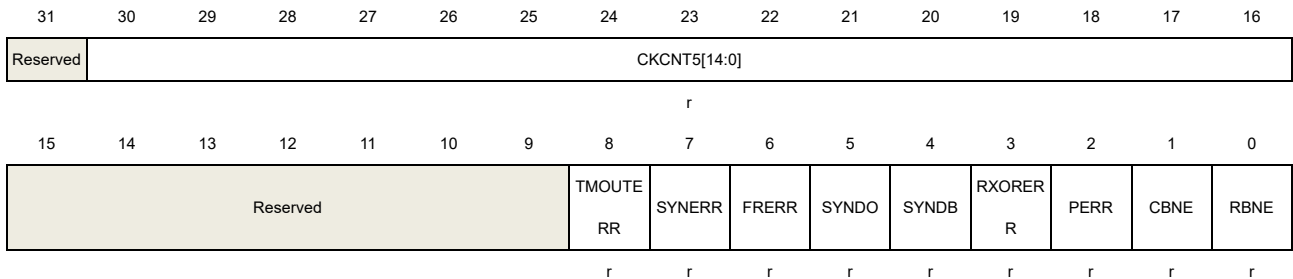 31 30 29 28 27 26 25 24 23 22 21 20 19 18 17 16
Reserved CKCNT5[14:0]
r
15 14 13 12 11 10 9 8 7 6 5 4 3 2 1 0
Reserved TMOUTE
RR SYNERR FRERR SYNDO SYNDB RXORER
R PERR CBNE RBNE
r r r r r r r r r